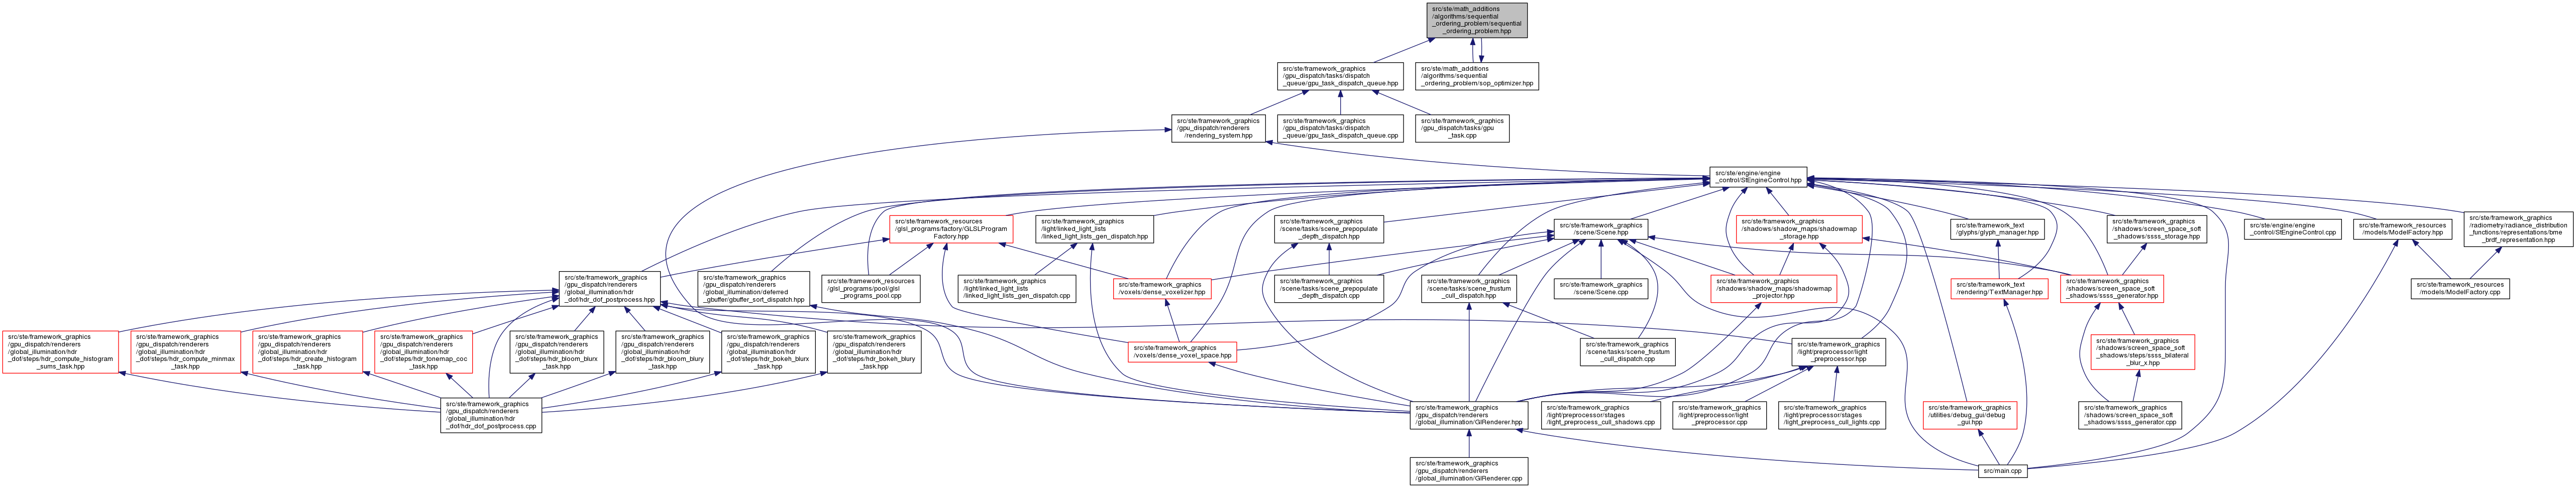 src/ste/math_additions
/algorithms/sequential
_ordering_problem/sequential
_ordering_problem.hpp
src/ste/framework_graphics
/gpu_dispatch/tasks/dispatch
_queue/gpu_task_dispatch_queue.hpp
src/ste/math_additions
/algorithms/sequential
_ordering_problem/sop_optimizer.hpp
src/ste/framework_graphics
/gpu_dispatch/renderers
/rendering_system.hpp
src/ste/framework_graphics
/gpu_dispatch/tasks/dispatch
_queue/gpu_task_dispatch_queue.cpp
src/ste/framework_graphics
/gpu_dispatch/tasks/gpu
_task.cpp
src/ste/engine/engine
_control/StEngineControl.hpp
src/ste/framework_resources
/glsl_programs/factory/GLSLProgram
Factory.hpp
src/ste/framework_graphics
/light/linked_light_lists
/linked_light_lists_gen_dispatch.hpp
src/ste/framework_graphics
/scene/tasks/scene_prepopulate
_depth_dispatch.hpp
src/ste/framework_graphics
/scene/Scene.hpp
src/ste/framework_graphics
/shadows/shadow_maps/shadowmap
_storage.hpp
src/ste/framework_text
/glyphs/glyph_manager.hpp
src/ste/framework_graphics
/shadows/screen_space_soft
_shadows/ssss_storage.hpp
src/ste/engine/engine
_control/StEngineControl.cpp
src/ste/framework_resources
/models/ModelFactory.hpp
src/ste/framework_graphics
/radiometry/radiance_distribution
_functions/representations/bme
_brdf_representation.hpp
src/ste/framework_graphics
/gpu_dispatch/renderers
/global_illumination/hdr
_dof/hdr_dof_postprocess.hpp
src/ste/framework_graphics
/gpu_dispatch/renderers
/global_illumination/deferred
_gbuffer/gbuffer_sort_dispatch.hpp
src/ste/framework_resources
/glsl_programs/pool/glsl
_programs_pool.cpp
src/ste/framework_graphics
/light/linked_light_lists
/linked_light_lists_gen_dispatch.cpp
src/ste/framework_graphics
/voxels/dense_voxelizer.hpp
src/ste/framework_graphics
/scene/tasks/scene_prepopulate
_depth_dispatch.cpp
src/ste/framework_graphics
/scene/tasks/scene_frustum
_cull_dispatch.hpp
src/ste/framework_graphics
/scene/Scene.cpp
src/ste/framework_graphics
/shadows/shadow_maps/shadowmap
_projector.hpp
src/ste/framework_text
/rendering/TextManager.hpp
src/ste/framework_graphics
/shadows/screen_space_soft
_shadows/ssss_generator.hpp
src/ste/framework_resources
/models/ModelFactory.cpp
src/ste/framework_graphics
/gpu_dispatch/renderers
/global_illumination/hdr
_dof/steps/hdr_compute_histogram
_sums_task.hpp
src/ste/framework_graphics
/gpu_dispatch/renderers
/global_illumination/hdr
_dof/steps/hdr_compute_minmax
_task.hpp
src/ste/framework_graphics
/gpu_dispatch/renderers
/global_illumination/hdr
_dof/steps/hdr_create_histogram
_task.hpp
src/ste/framework_graphics
/gpu_dispatch/renderers
/global_illumination/hdr
_dof/steps/hdr_tonemap_coc
_task.hpp
src/ste/framework_graphics
/gpu_dispatch/renderers
/global_illumination/hdr
_dof/steps/hdr_bloom_blurx
_task.hpp
src/ste/framework_graphics
/gpu_dispatch/renderers
/global_illumination/hdr
_dof/steps/hdr_bloom_blury
_task.hpp
src/ste/framework_graphics
/gpu_dispatch/renderers
/global_illumination/hdr
_dof/steps/hdr_bokeh_blurx
_task.hpp
src/ste/framework_graphics
/gpu_dispatch/renderers
/global_illumination/hdr
_dof/steps/hdr_bokeh_blury
_task.hpp
src/ste/framework_graphics
/voxels/dense_voxel_space.hpp
src/ste/framework_graphics
/scene/tasks/scene_frustum
_cull_dispatch.cpp
src/ste/framework_graphics
/light/preprocessor/light
_preprocessor.hpp
src/ste/framework_graphics
/shadows/screen_space_soft
_shadows/steps/ssss_bilateral
_blur_x.hpp
src/ste/framework_graphics
/gpu_dispatch/renderers
/global_illumination/hdr
_dof/hdr_dof_postprocess.cpp
src/ste/framework_graphics
/gpu_dispatch/renderers
/global_illumination/GIRenderer.hpp
src/ste/framework_graphics
/light/preprocessor/stages
/light_preprocess_cull_shadows.cpp
src/ste/framework_graphics
/light/preprocessor/light
_preprocessor.cpp
src/ste/framework_graphics
/light/preprocessor/stages
/light_preprocess_cull_lights.cpp
src/ste/framework_graphics
/utilities/debug_gui/debug
_gui.hpp
src/ste/framework_graphics
/shadows/screen_space_soft
_shadows/ssss_generator.cpp
src/ste/framework_graphics
/gpu_dispatch/renderers
/global_illumination/GIRenderer.cpp
src/main.cpp